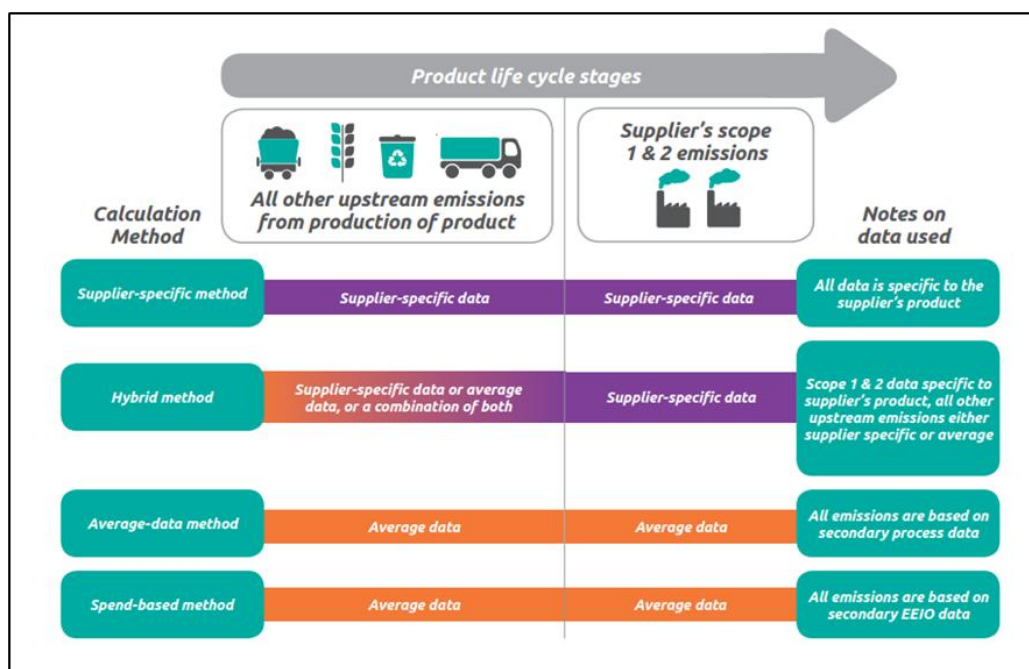 Product life cycle stages
All other upstream emissions
from production of product
Supplier's scope
1 & 2 emissions
Calculation
Method
Notes on
data used
Supplier-specific method
Supplier-specific data
Supplier-specific data
All data is specific to the
supplier's product
Hybrid method
Supplier-specific data or average
data, or a combination of both
Supplier-specific data
Scope 1 & 2 data specific to
supplier's product, all other
upstream emissions either
supplier specific or average
Average-data method
Average data
Average data
All emissions are based on
secondary process data
Spend-based method
Average data
Average data
All emissions are based on
secondary EEIO data